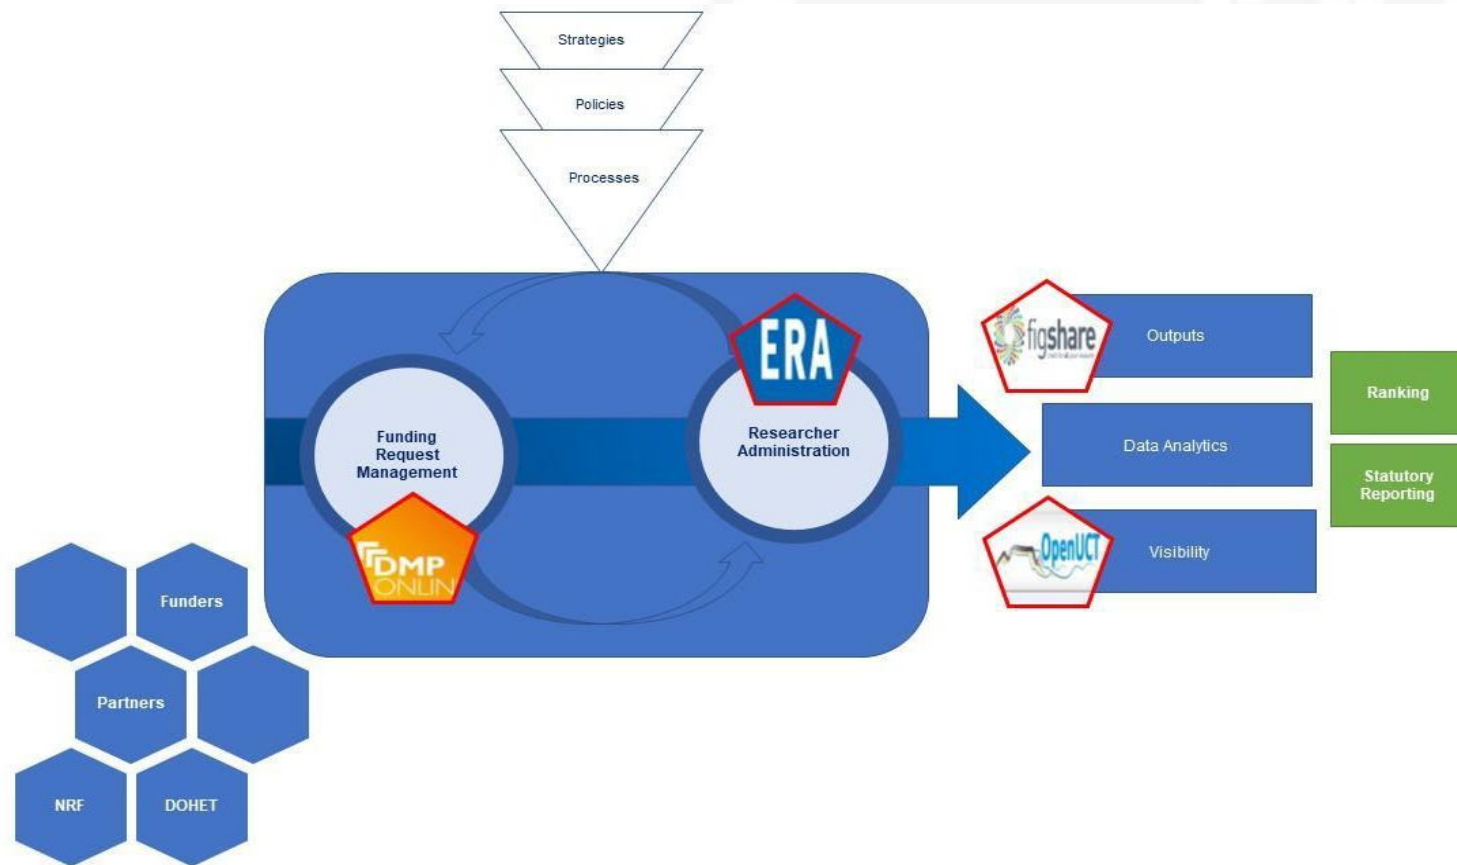 Strategies
Policies
Processes
ERA
figshare
Outputs
Ranking
Funding
Request
Management
Researcher
Administration
Data Analytics
Statutory
Reporting
DMP
ONLIN
OpenUCT
Visibility
Funders
Partners
NRF
DOHET